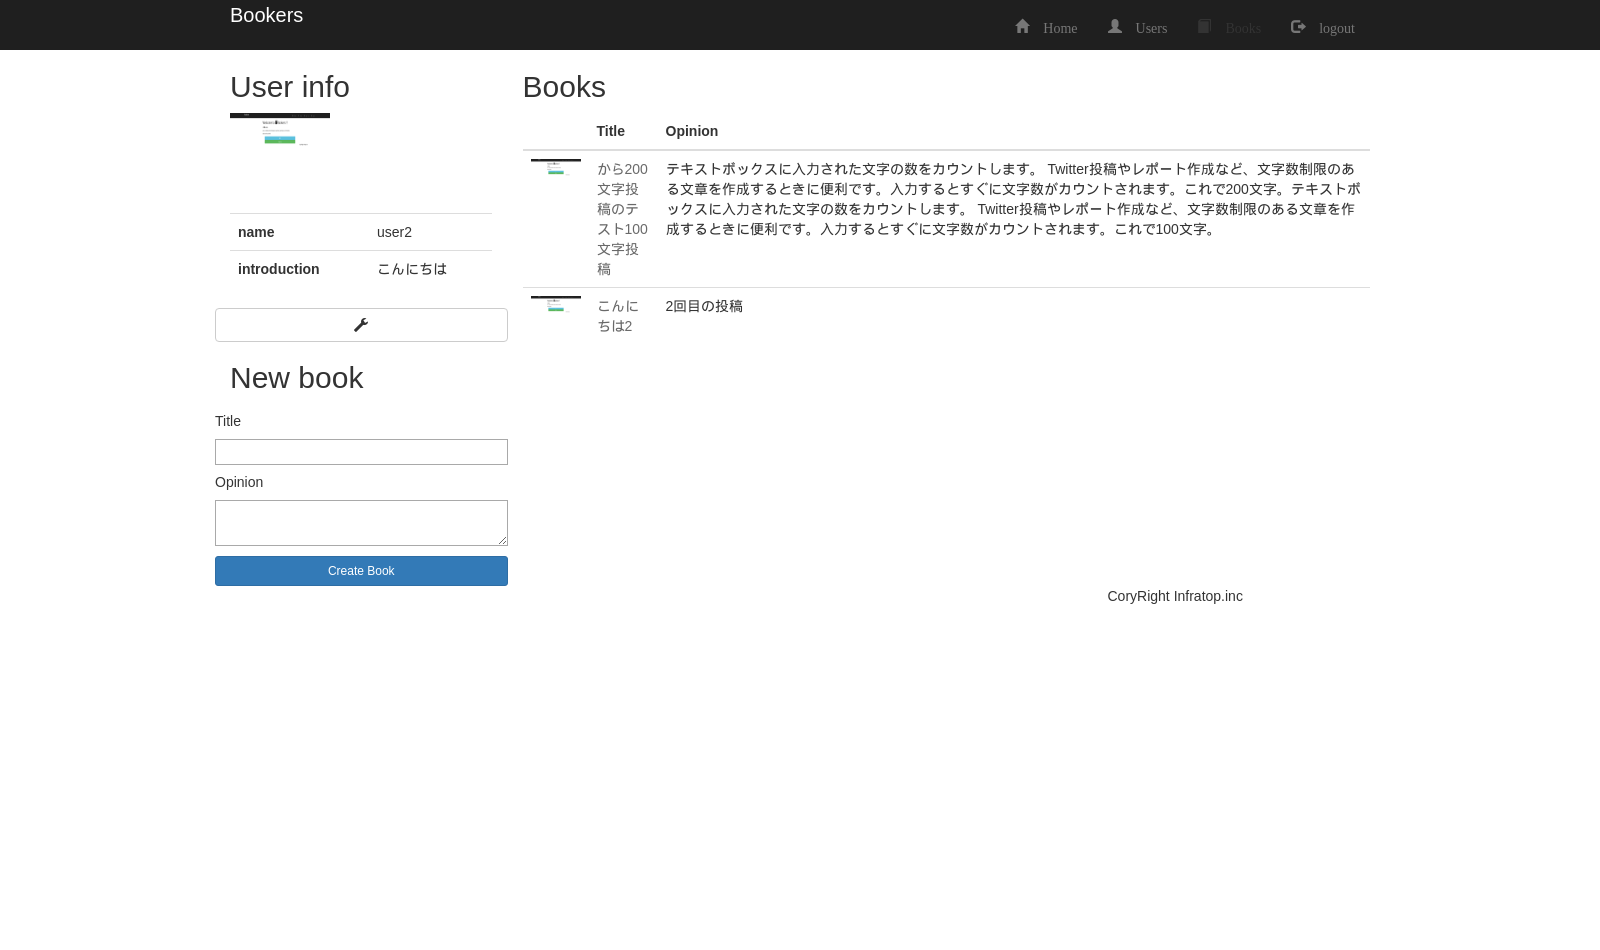 Bookers
Home
Users
Books
logout
User info
name user2
introduction こんにちは
New book
Title
Opinion
Create Book
Books
Title Opinion
から200
文字投
稿のテ
スト100
文字投
稿
テキストボックスに入力された文字の数をカウントします。 Twitter投稿やレポート作成など、文字数制限のあ
る文章を作成するときに便利です。入力するとすぐに文字数がカウントされます。これで200文字。テキストボ
ックスに入力された文字の数をカウントします。 Twitter投稿やレポート作成など、文字数制限のある文章を作
成するときに便利です。入力するとすぐに文字数がカウントされます。これで100文字。
こんに
ちは2
2回目の投稿
CoryRight Infratop.inc